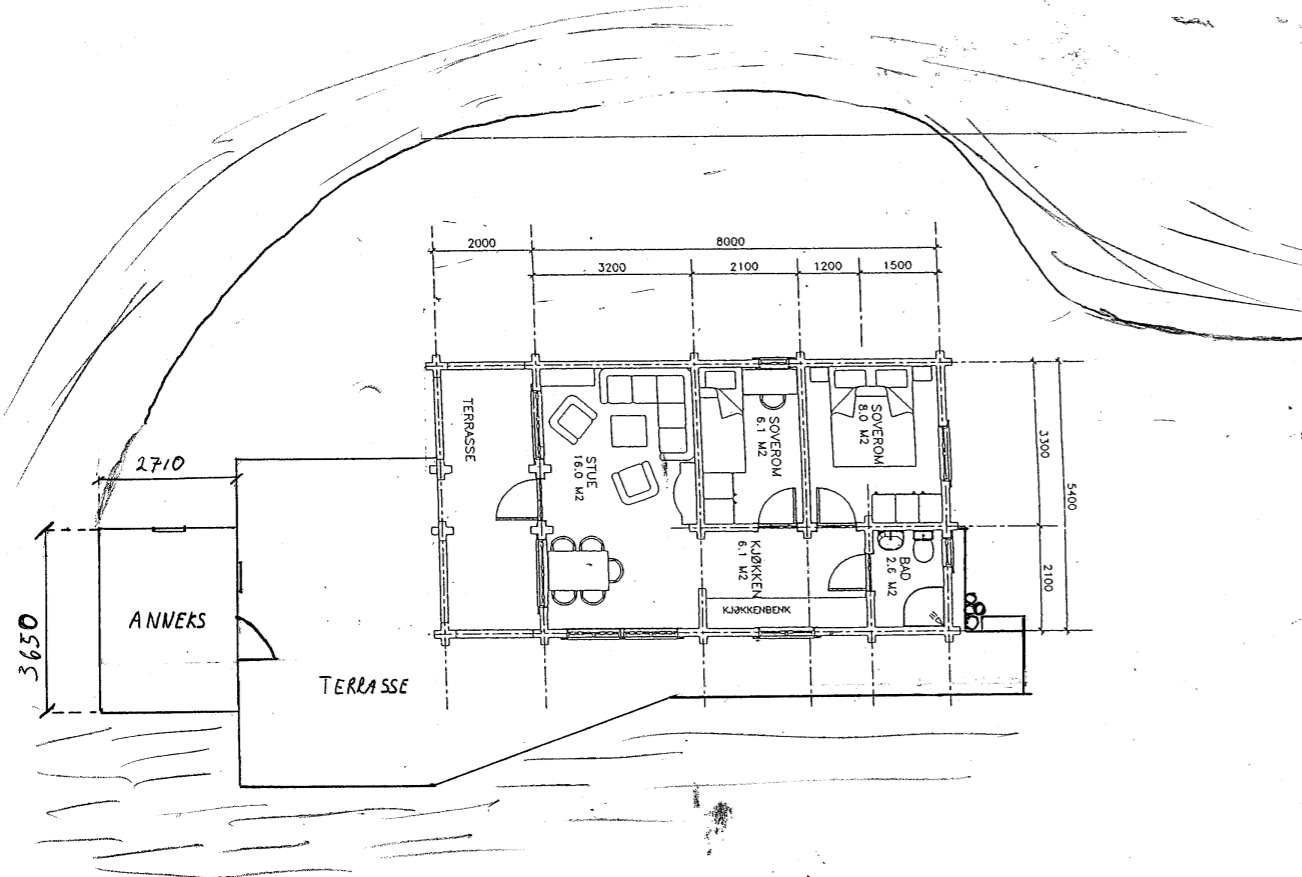 2000
8000
3200
2100
1200
1500
TERRASSE
STUE
16.0 M2
SOVEROM
6.1 M2
SOVEROM
8.0 M2
3300
5400
2100
2710
3650
ANNEKS
KJØKKEN
6.1 M2
BAD
2.6 M2
KJØKKENBENK
TERRASSE